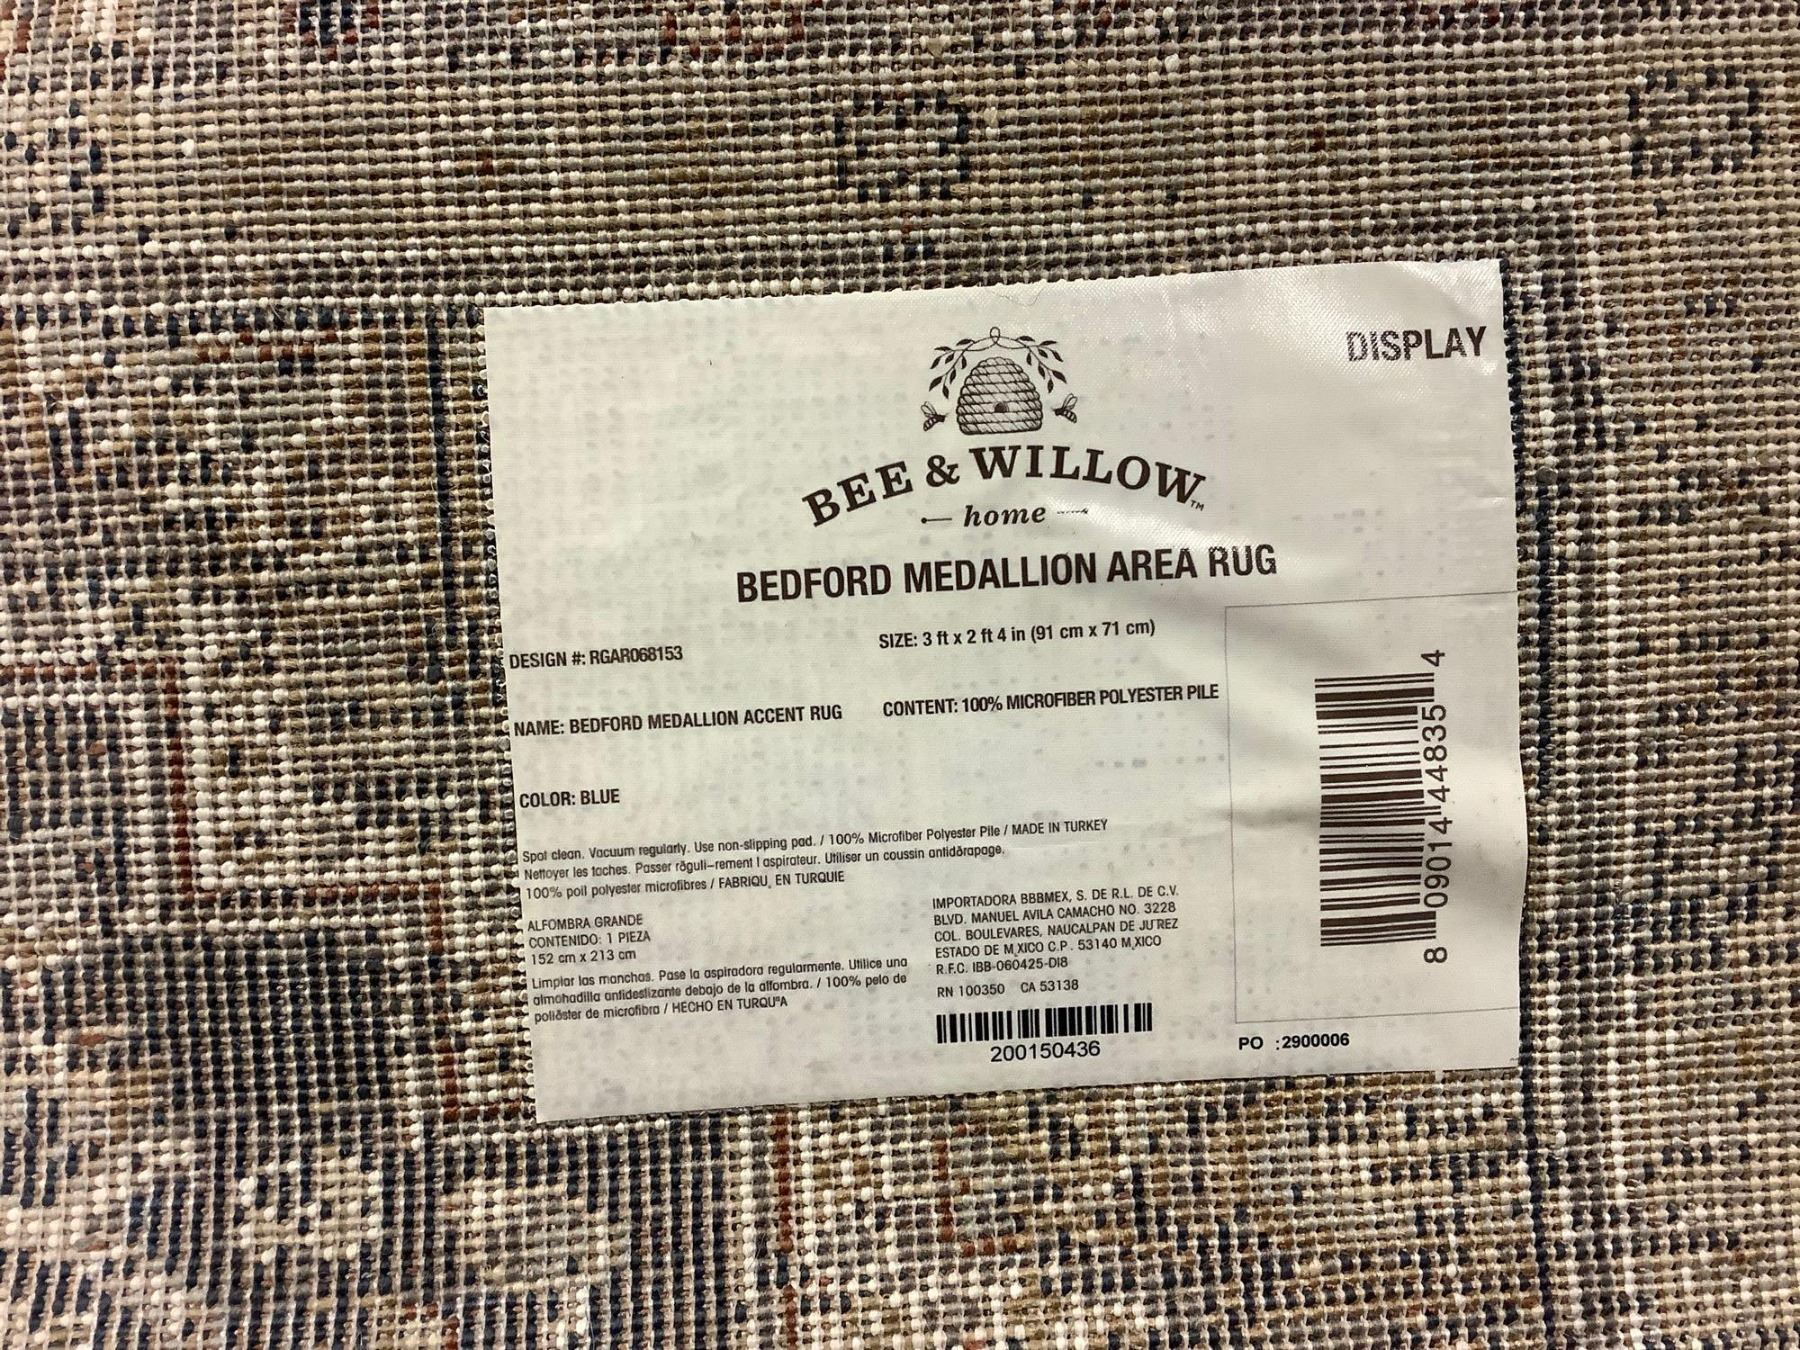 DISPLAY
BEE & WILLOW™
home
BEDFORD MEDALLION AREA RUG
DESIGN #: RGAR068153
SIZE: 3 ft x 2 ft 4 in (91 cm x 71 cm)
NAME: BEDFORD MEDALLION ACCENT RUG
CONTENT: 100% MICROFIBER POLYESTER PILE
COLOR: BLUE
Spot clean. Vacuum regularly. Use non-slipping pad. / 100% Microfiber Polyester Pile / MADE IN TURKEY
Nettoyer les taches. Passer răguli–rement l aspirateur. Utiliser un coussin antidărapage.
100% poil polyester microfibres / FABRIQU¸ EN TURQUIE
ALFOMBRA GRANDE
CONTENIDO: 1 PIEZA
152 cm x 213 cm
Limpiar las manchas. Pase la aspiradora regularmente. Utilice una
almohadilla antideslizante debajo de la alfombra. / 100% pelo de
poliăster de microfibra / HECHO EN TURQU*A
IMPORTADORA BBBMEX, S. DE R.L. DE C.V.
BLVD. MANUEL AVILA CAMACHO NO. 3228
COL. BOULEVARES, NAUCALPAN DE JU'REZ
ESTADO DE M¸XICO C.P. 53140 M¸XICO
R.F.C. IBB-060425-DI8
RN 100350 CA 53138
200150436
8 09014 44835 4
PO :2900006